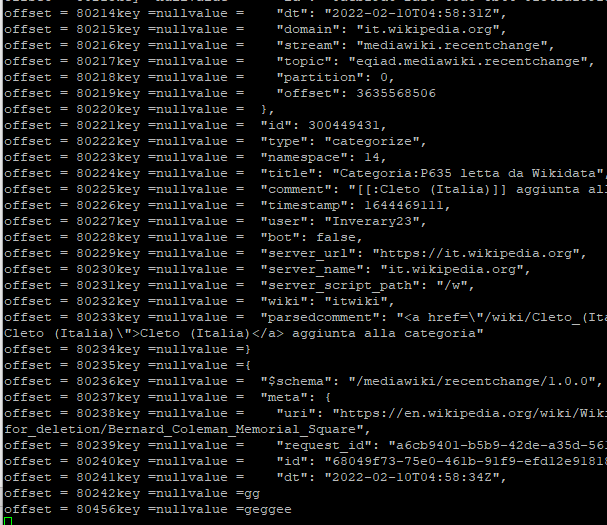 offset = 80214key =nullvalue =    "dt": "2022-02-10T04:58:31Z",
offset = 80215key =nullvalue =    "domain": "it.wikipedia.org",
offset = 80216key =nullvalue =    "stream": "mediawiki.recentchange",
offset = 80217key =nullvalue =    "topic": "eqiad.mediawiki.recentchange",
offset = 80218key =nullvalue =    "partition": 0,
offset = 80219key =nullvalue =    "offset": 3635568506
offset = 80220key =nullvalue =  },
offset = 80221key =nullvalue =  "id": 300449431,
offset = 80222key =nullvalue =  "type": "categorize",
offset = 80223key =nullvalue =  "namespace": 14,
offset = 80224key =nullvalue =  "title": "Categoria:P635 letta da Wikidata",
offset = 80225key =nullvalue =  "comment": "[[:Cleto (Italia)]] aggiunta al
offset = 80226key =nullvalue =  "timestamp": 1644469111,
offset = 80227key =nullvalue =  "user": "Inverary23",
offset = 80228key =nullvalue =  "bot": false,
offset = 80229key =nullvalue =  "server_url": "https://it.wikipedia.org",
offset = 80230key =nullvalue =  "server_name": "it.wikipedia.org",
offset = 80231key =nullvalue =  "server_script_path": "/w",
offset = 80232key =nullvalue =  "wiki": "itwiki",
offset = 80233key =nullvalue =  "parsedcomment": "<a href=\"/wiki/Cleto_(Ita
Cleto (Italia)\">Cleto (Italia)</a> aggiunta alla categoria"
offset = 80234key =nullvalue =}
offset = 80235key =nullvalue ={
offset = 80236key =nullvalue =  "$schema": "/mediawiki/recentchange/1.0.0",
offset = 80237key =nullvalue =  "meta": {
offset = 80238key =nullvalue =    "uri": "https://en.wikipedia.org/wiki/Wiki
for_deletion/Bernard_Coleman_Memorial_Square",
offset = 80239key =nullvalue =    "request_id": "a6cb9401-b5b9-42de-a35d-56
offset = 80240key =nullvalue =    "id": "68049f73-75e0-461b-91f9-efd12e9181
offset = 80241key =nullvalue =    "dt": "2022-02-10T04:58:34Z",
offset = 80242key =nullvalue =gg
offset = 80456key =nullvalue =geggee